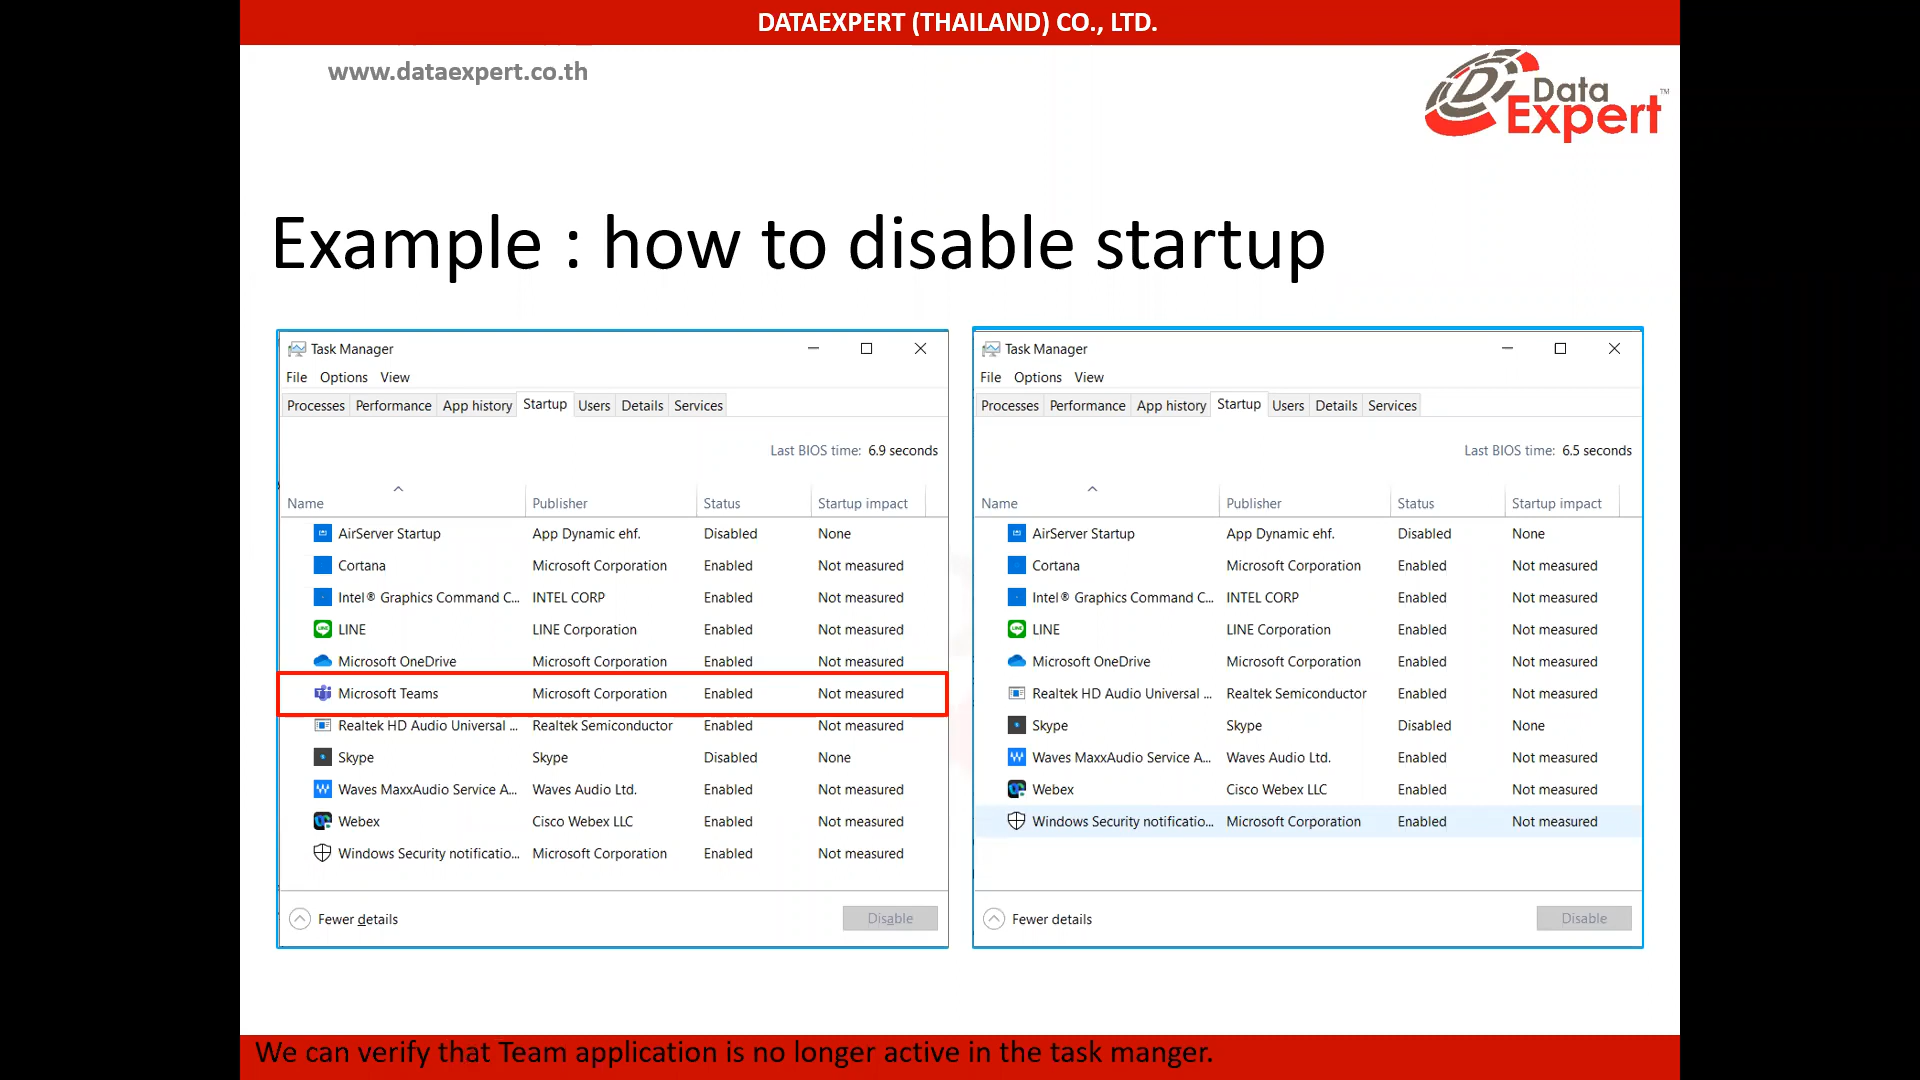 DATAEXPERT (THAILAND) CO., LTD.
www.dataexpert.co.th
Data
Expert™
Example : how to disable startup
Task Manager
File Options View
Processes Performance App history Startup Users Details Services
Last BIOS time: 6.9 seconds
Name Publisher Status Startup impact
AirServer Startup App Dynamic ehf. Disabled None
Cortana Microsoft Corporation Enabled Not measured
Intel® Graphics Command C... INTEL CORP Enabled Not measured
LINE LINE Corporation Enabled Not measured
Microsoft OneDrive Microsoft Corporation Enabled Not measured
Microsoft Teams Microsoft Corporation Enabled Not measured
Realtek HD Audio Universal ... Realtek Semiconductor Enabled Not measured
Skype Skype Disabled None
Waves MaxxAudio Service A... Waves Audio Ltd. Enabled Not measured
Webex Cisco Webex LLC Enabled Not measured
Windows Security notificatio... Microsoft Corporation Enabled Not measured
Fewer details Disable
Task Manager
File Options View
Processes Performance App history Startup Users Details Services
Last BIOS time: 6.5 seconds
Name Publisher Status Startup impact
AirServer Startup App Dynamic ehf. Disabled None
Cortana Microsoft Corporation Enabled Not measured
Intel® Graphics Command C... INTEL CORP Enabled Not measured
LINE LINE Corporation Enabled Not measured
Microsoft OneDrive Microsoft Corporation Enabled Not measured
Realtek HD Audio Universal ... Realtek Semiconductor Enabled Not measured
Skype Skype Disabled None
Waves MaxxAudio Service A... Waves Audio Ltd. Enabled Not measured
Webex Cisco Webex LLC Enabled Not measured
Windows Security notificatio... Microsoft Corporation Enabled Not measured
Fewer details Disable
We can verify that Team application is no longer active in the task manger.